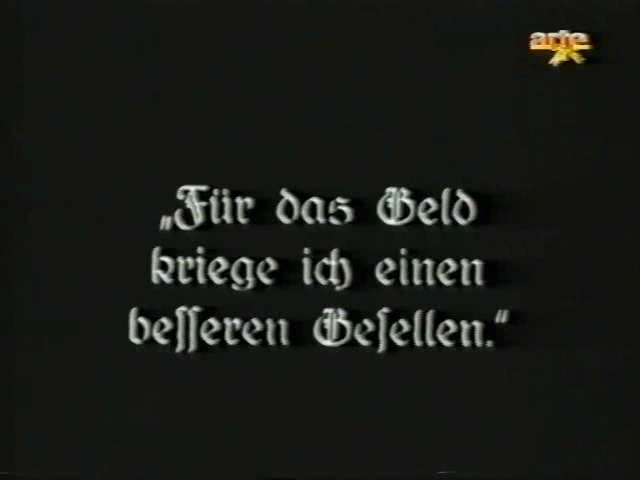 arte
„Für das Geld
kriege ich einen
besseren Gesellen.“